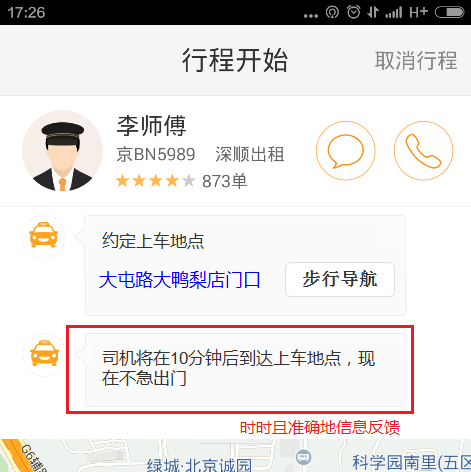 17:26
... H+
行程开始
取消行程
李师傅
京BN5989 深顺出租
873单
约定上车地点
大屯路大鸭梨店门口
步行导航
司机将在10分钟后到达上车地点，现
在不急出门
时时且准确地信息反馈
G6辅
绿城·北京诚园
科学园南里(五区